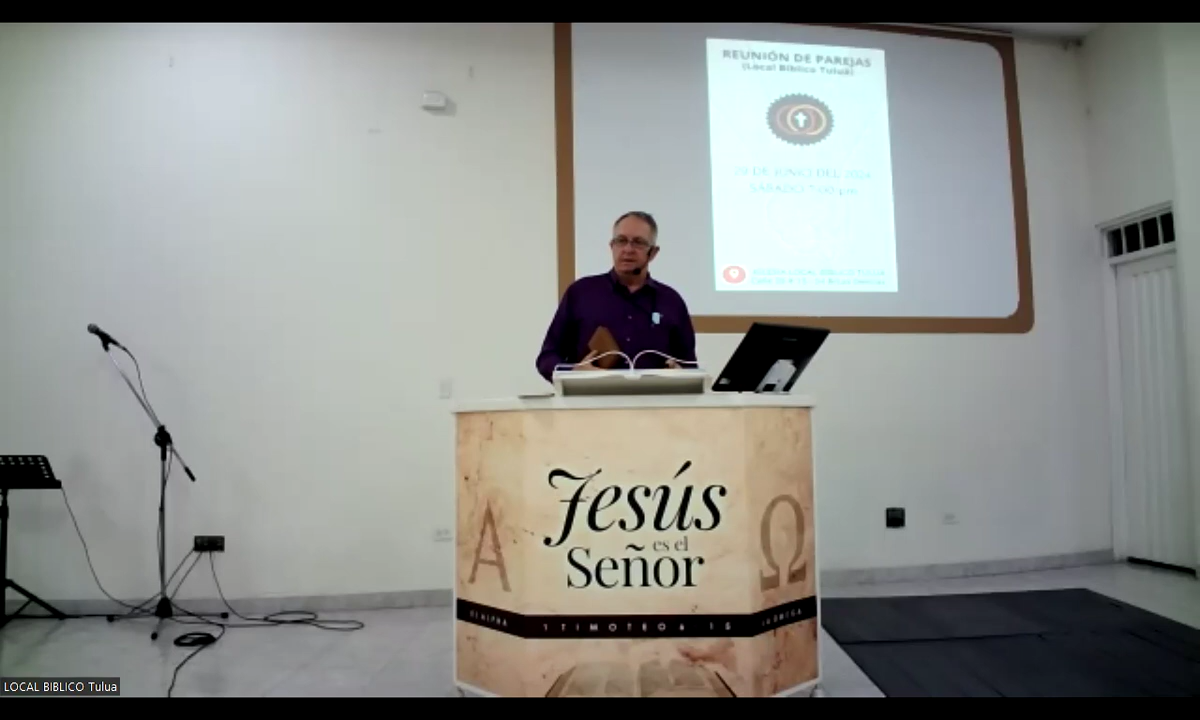 REUNIÓN DE PAREJAS
(Local Bíblico Tuluá)
SÁBADO 7:00 p.m.
Jesús
es el
Señor
Α
Ω
1 TIMOTEO 6 15
LOCAL BIBLICO Tulua